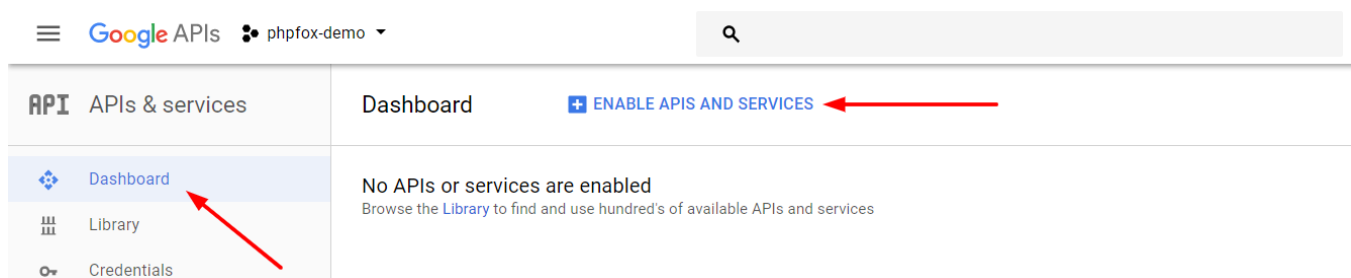 Google APIs phpfox-demo
API APIs & services
Dashboard ENABLE APIS AND SERVICES
Dashboard
Library
Credentials
No APIs or services are enabled
Browse the Library to find and use hundred's of available APIs and services